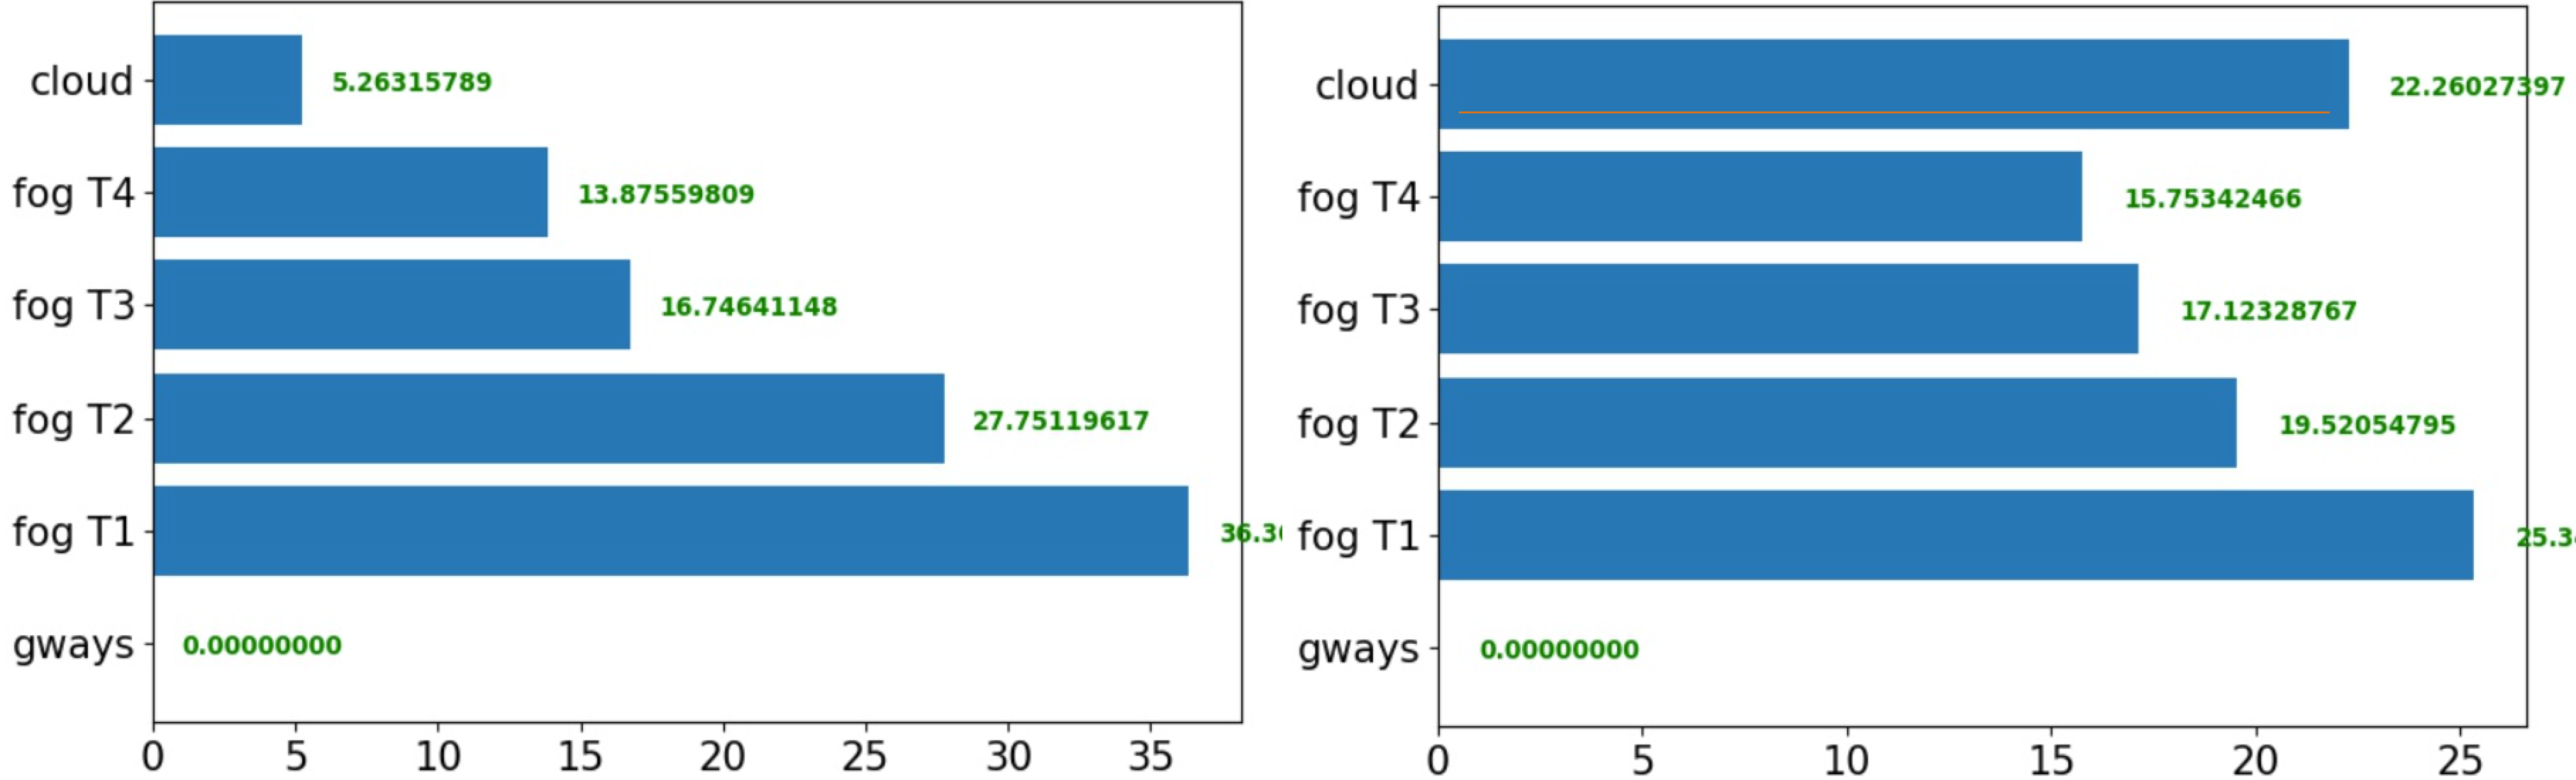 cloud 5.26315789
fog T4 13.87559809
fog T3 16.74641148
fog T2 27.75119617
fog T1
gways 0.00000000
0 5 10 15 20 25 30 35
cloud 22.26027397
fog T4 15.75342466
fog T3 17.12328767
fog T2 19.52054795
fog T1
gways 0.00000000
0 5 10 15 20 25